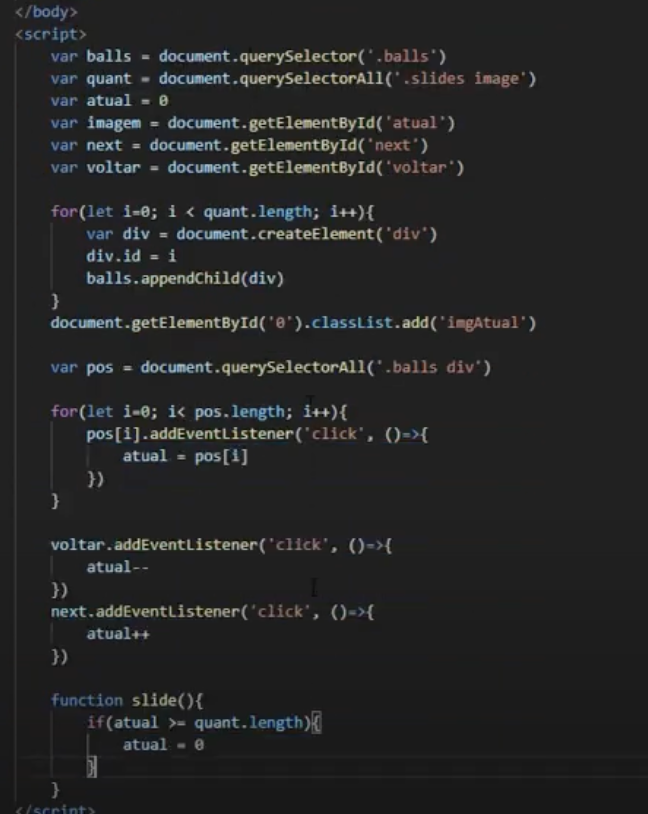 </body>
<script>
var balls = document.querySelector('.balls')
var quant = document.querySelectorAll('.slides image')
var atual = 0
var imagem = document.getElementById('atual')
var next = document.getElementById('next')
var voltar = document.getElementById('voltar')
for(let i=0; i < quant.length; i++){
var div = document.createElement('div')
div.id = i
balls.appendChild(div)
}
document.getElementById('0').classList.add('imgAtual')
var pos = document.querySelectorAll('.balls div')
for(let i=0; i< pos.length; i++){
pos[i].addEventListener('click', ()=>{
atual = pos[i]
})
}
voltar.addEventListener('click', ()=>{
atual--
})
next.addEventListener('click', ()=>{
atual++
})
function slide(){
if(atual >= quant.length){
atual = 0
}
}
</script>